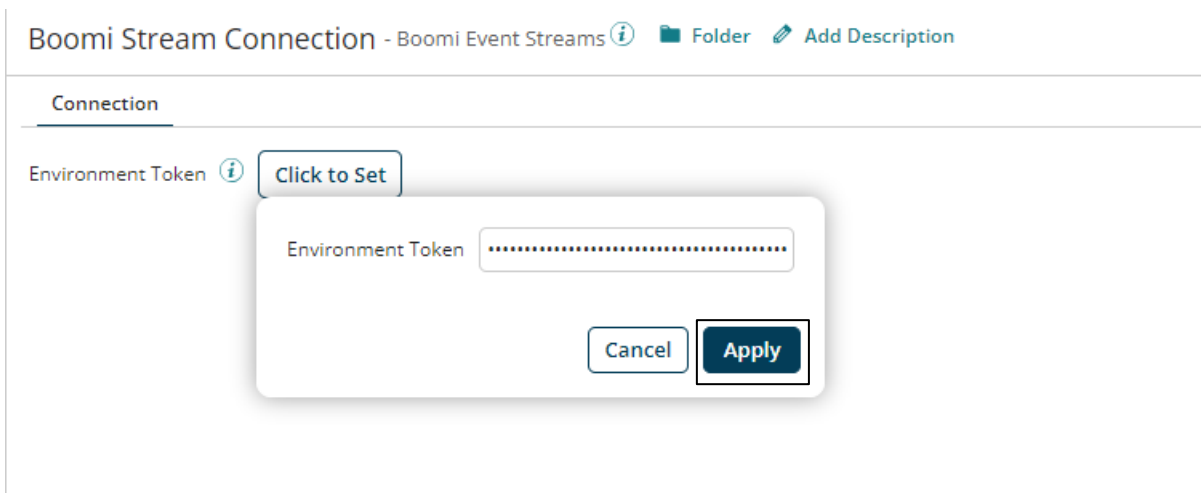 Boomi Stream Connection - Boomi Event Streams i Folder Add Description
Connection
Environment Token i Click to Set
Environment Token ••••••••••••••••••••••••••••••••••••••••••
Cancel Apply